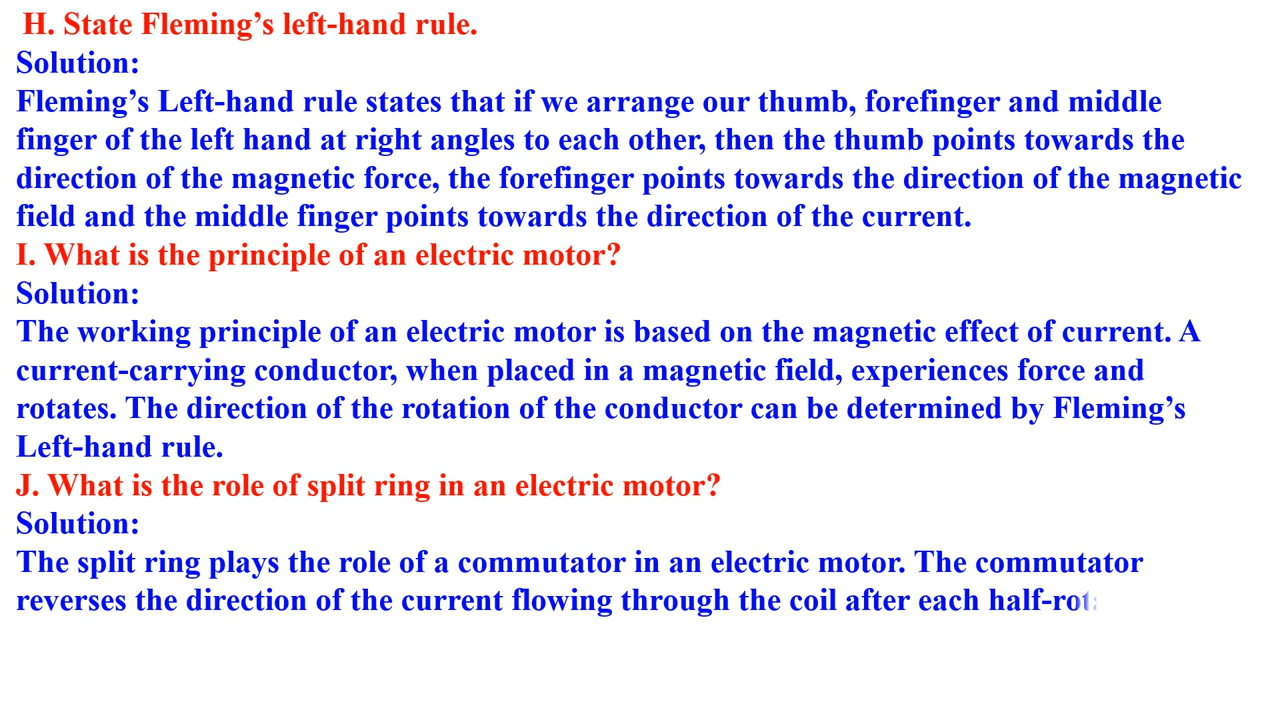 H. State Fleming’s left-hand rule.
Solution:
Fleming’s Left-hand rule states that if we arrange our thumb, forefinger and middle
finger of the left hand at right angles to each other, then the thumb points towards the
direction of the magnetic force, the forefinger points towards the direction of the magnetic
field and the middle finger points towards the direction of the current.
I. What is the principle of an electric motor?
Solution:
The working principle of an electric motor is based on the magnetic effect of current. A
current-carrying conductor, when placed in a magnetic field, experiences force and
rotates. The direction of the rotation of the conductor can be determined by Fleming’s
Left-hand rule.
J. What is the role of split ring in an electric motor?
Solution:
The split ring plays the role of a commutator in an electric motor. The commutator
reverses the direction of the current flowing through the coil after each